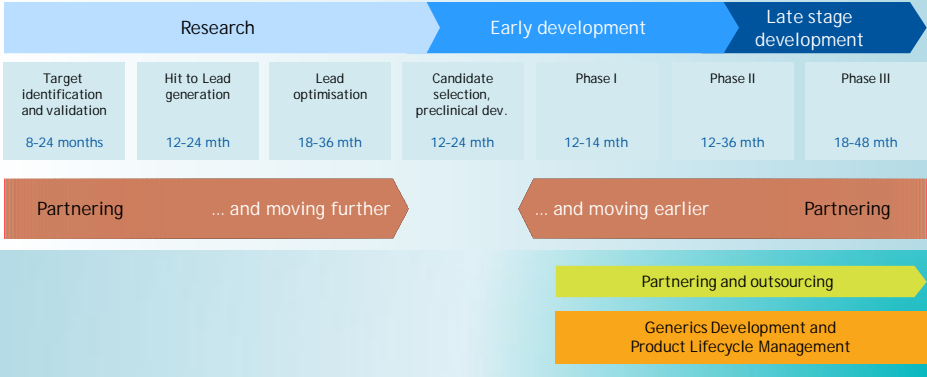 Research
Early development
Late stage
development
Target
identification
and validation
8-24 months
Hit to Lead
generation
12-24 mth
Lead
optimisation
18-36 mth
Candidate
selection,
preclinical dev.
12-24 mth
Phase I
12-14 mth
Phase II
12-36 mth
Phase III
18-48 mth
Partnering
... and moving further
... and moving earlier
Partnering
Partnering and outsourcing
Generics Development and
Product Lifecycle Management